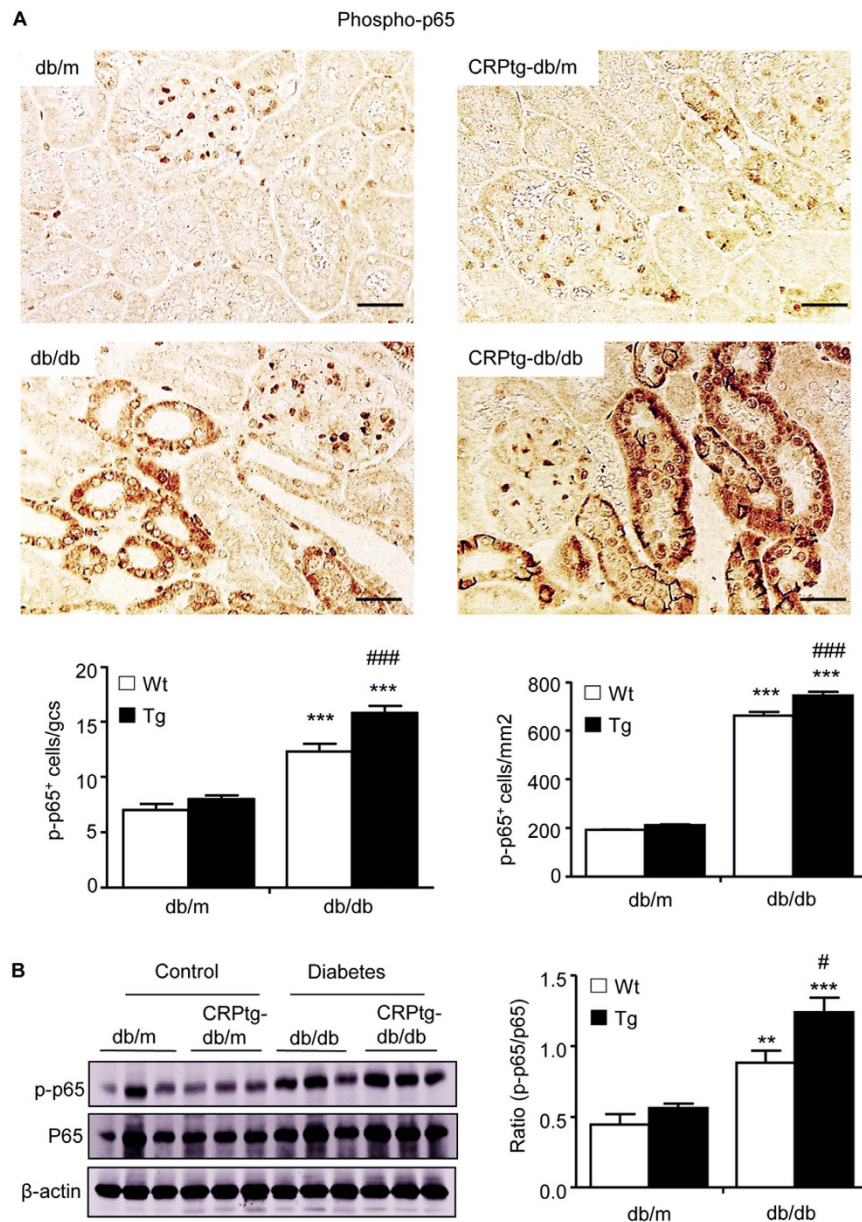 A
Phospho-p65
db/m
CRPtg-db/m
db/db
CRPtg-db/db
20
15
10
5
0
p-p65⁺ cells/gcs
Wt
Tg
***
###
***
db/m
db/db
800
600
400
200
0
p-p65⁺ cells/mm2
Wt
Tg
***
###
***
db/m
db/db
B
Control
Diabetes
db/m
CRPtg-
db/m
db/db
CRPtg-
db/db
p-p65
P65
β-actin
1.5
1.0
0.5
0.0
Ratio (p-p65/p65)
Wt
Tg
**
#
***
db/m
db/db